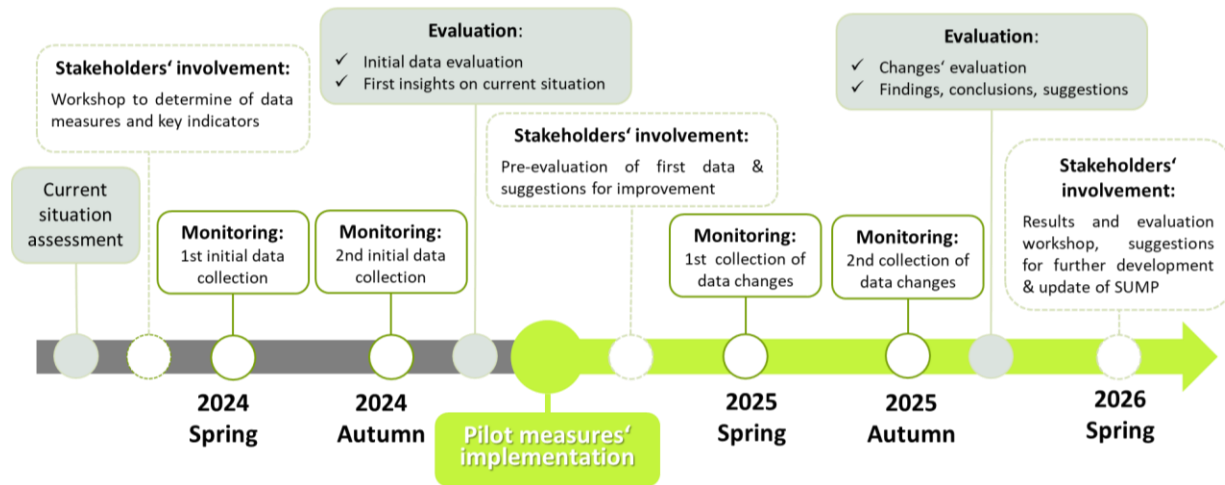 Stakeholders‘ involvement:
Workshop to determine of data
measures and key indicators
Evaluation:
✓ Initial data evaluation
✓ First insights on current situation
Evaluation:
✓ Changes‘ evaluation
✓ Findings, conclusions, suggestions
Stakeholders‘ involvement:
Pre-evaluation of first data &
suggestions for improvement
Stakeholders‘
involvement:
Results and evaluation
workshop, suggestions
for further development
& update of SUMP
Current
situation
assessment
Monitoring:
1st initial data
collection
Monitoring:
2nd initial data
collection
Monitoring:
1st collection of
data changes
Monitoring:
2nd collection of
data changes
2024
Spring
2024
Autumn
Pilot measures‘
implementation
2025
Spring
2025
Autumn
2026
Spring